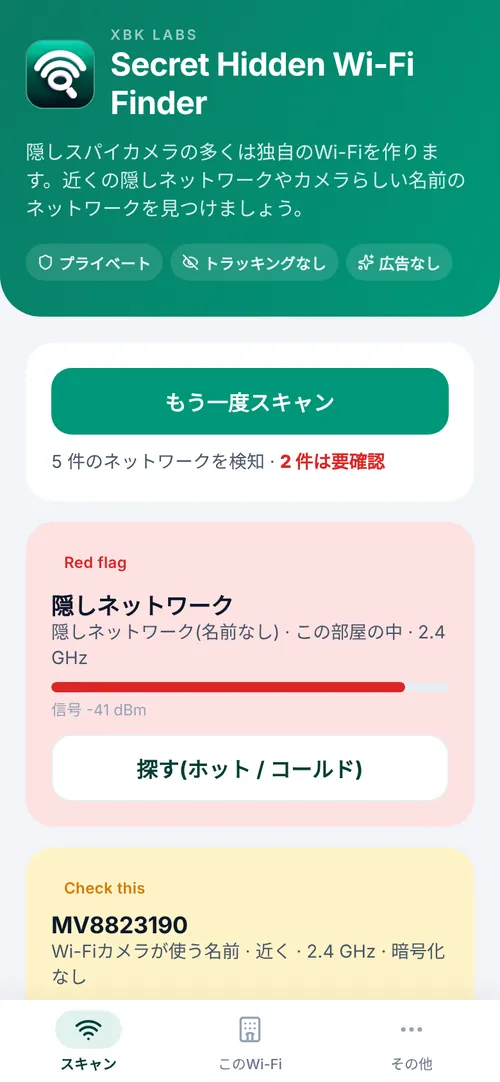 XBK LABS
Secret Hidden Wi-Fi
Finder
隠しスパイカメラの多くは独自のWi-Fiを作りま
す。近くの隠しネットワークやカメラらしい名前の
ネットワークを見つけましょう。
プライベート
トラッキングなし
広告なし
もう一度スキャン
5 件のネットワークを検知 · 2 件は要確認
Red flag
隠しネットワーク
隠しネットワーク(名前なし) · この部屋の中 · 2.4
GHz
信号 -41 dBm
探す(ホット / コールド)
Check this
MV8823190
Wi-Fiカメラが使う名前 · 近く · 2.4 GHz · 暗号化
なし
スキャン
このWi-Fi
その他